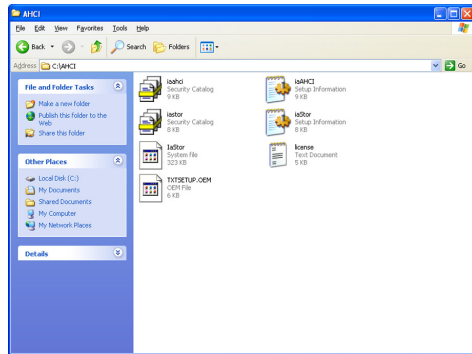 AHCI
File Edit View Favorites Tools Help
Back Search Folders
Address C:\AHCI Go
File and Folder Tasks
Make a new folder
Publish this folder to the
Web
Share this folder
Other Places
Local Disk (C:)
My Documents
Shared Documents
My Computer
My Network Places
Details
iaahci
Security Catalog
9 KB
iaAHCI
Setup Information
9 KB
iastor
Security Catalog
8 KB
iaStor
Setup Information
8 KB
IaStor
System file
323 KB
license
Text Document
5 KB
TXTSETUP.OEM
OEM File
6 KB